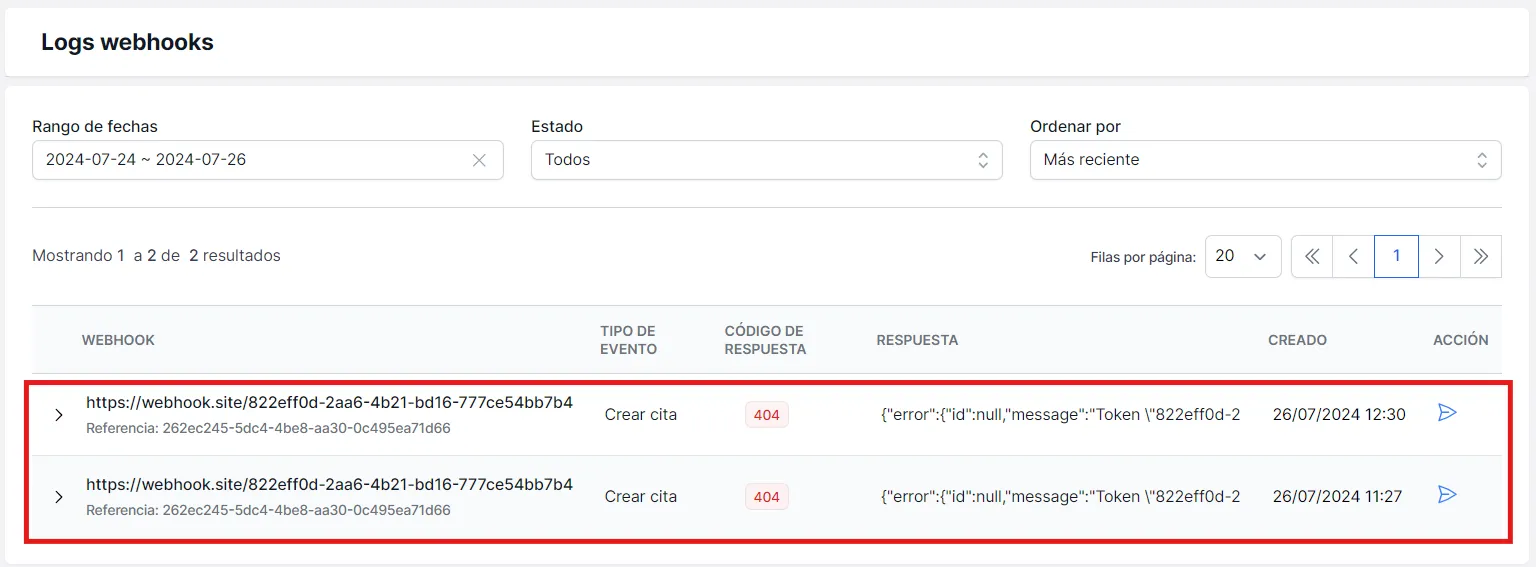 Logs webhooks
Rango de fechas
Estado
Ordenar por
2024-07-24 ~ 2024-07-26
Todos
Más reciente
Mostrando 1 a 2 de 2 resultados
Filas por página:
20
1
WEBHOOK
TIPO DE
EVENTO
CÓDIGO DE
RESPUESTA
RESPUESTA
CREADO
ACCIÓN
https://webhook.site/822eff0d-2aa6-4b21-bd16-777ce54bb7b4
Referencia: 262ec245-5dc4-4be8-aa30-0c495ea71d66
Crear cita
404
{"error":{"id":null,"message":"Token \"822eff0d-2
26/07/2024 12:30
https://webhook.site/822eff0d-2aa6-4b21-bd16-777ce54bb7b4
Referencia: 262ec245-5dc4-4be8-aa30-0c495ea71d66
Crear cita
404
{"error":{"id":null,"message":"Token \"822eff0d-2
26/07/2024 11:27